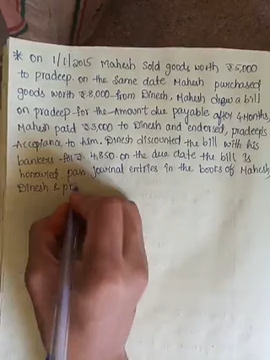 * On 1/1/2015 Mahesh sold goods worth ₹5,000
to pradeep. on the same date Mahesh purchased
goods worth ₹8,000 from Dinesh. Mahesh drew a bill
on pradeep for the amount due payable after 4 Months,
Mahesh paid ₹3,000 to Dinesh and endorsed, pradeep's
Acceptance to him. Dinesh discounted the bill with his
bankers for ₹ 4,850 on the due date the bill is
honoured, pass journal entries in the books of Mahesh,
Dinesh & p